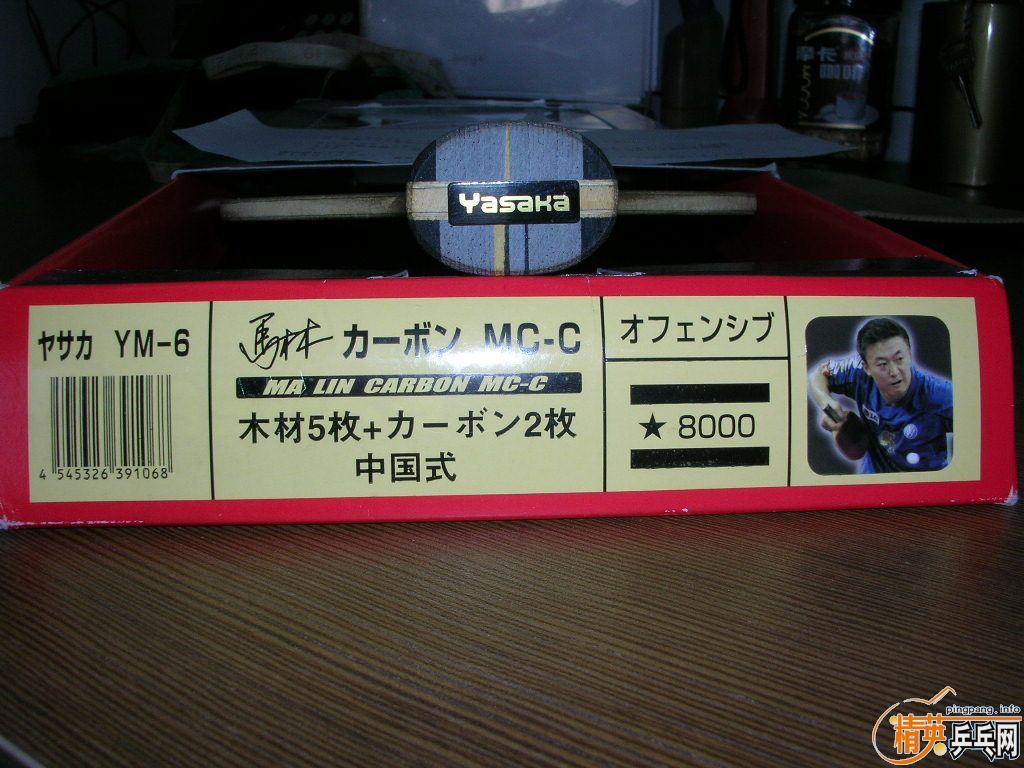 摩卡
Yasaka
ヤサカ YM-6
4 545326 391068
馬林 カーボン MC-C
MA LIN CARBON MC-C
木材5枚+カーボン2枚
中国式
オフェンシブ
★ 8000
pingpang.info
精英乒乓网